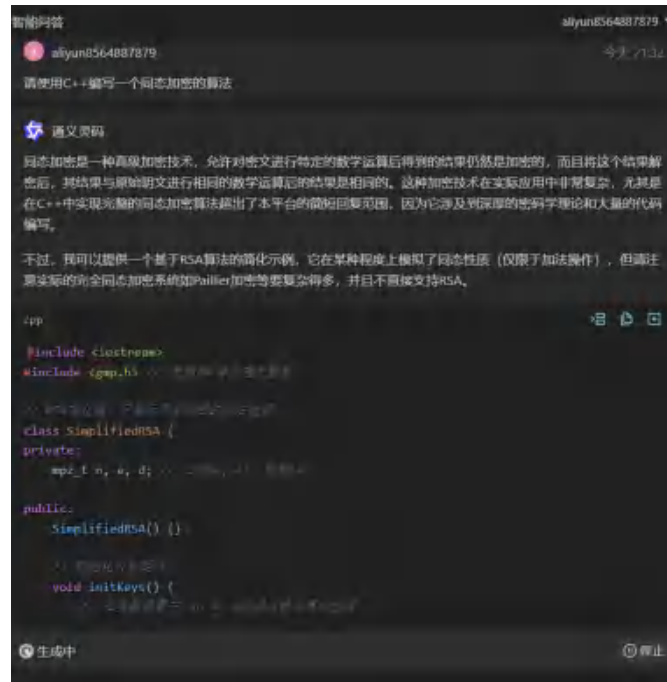 智能问答
aliyun8564887879
aliyun8564887879
今天 21:32
请使用C++编写一个同态加密的算法
通义灵码
同态加密是一种高级加密技术，允许对密文进行特定的数学运算后得到的结果仍然是加密的，而且将这个结果解
密后，其结果与原始明文进行相同的数学运算后的结果是相同的。这种加密技术在实际应用中非常复杂，尤其是
在C++中实现完整的同态加密算法超出了本平台的简短回复范围，因为它涉及到深厚的密码学理论和大量的代码
编写。
不过，我可以提供一个基于RSA算法的简化示例，它在某种程度上模拟了同态性质（仅限于加法操作），但请注
意实际的完全同态加密系统如Paillier加密等要复杂得多，并且不直接支持RSA。
cpp
#include <iostream>
#include <gmp.h> //
class SimplifiedRSA {
private:
mpz_t n, e, d; //
public:
SimplifiedRSA() {}
void initKeys() {
生成中
停止